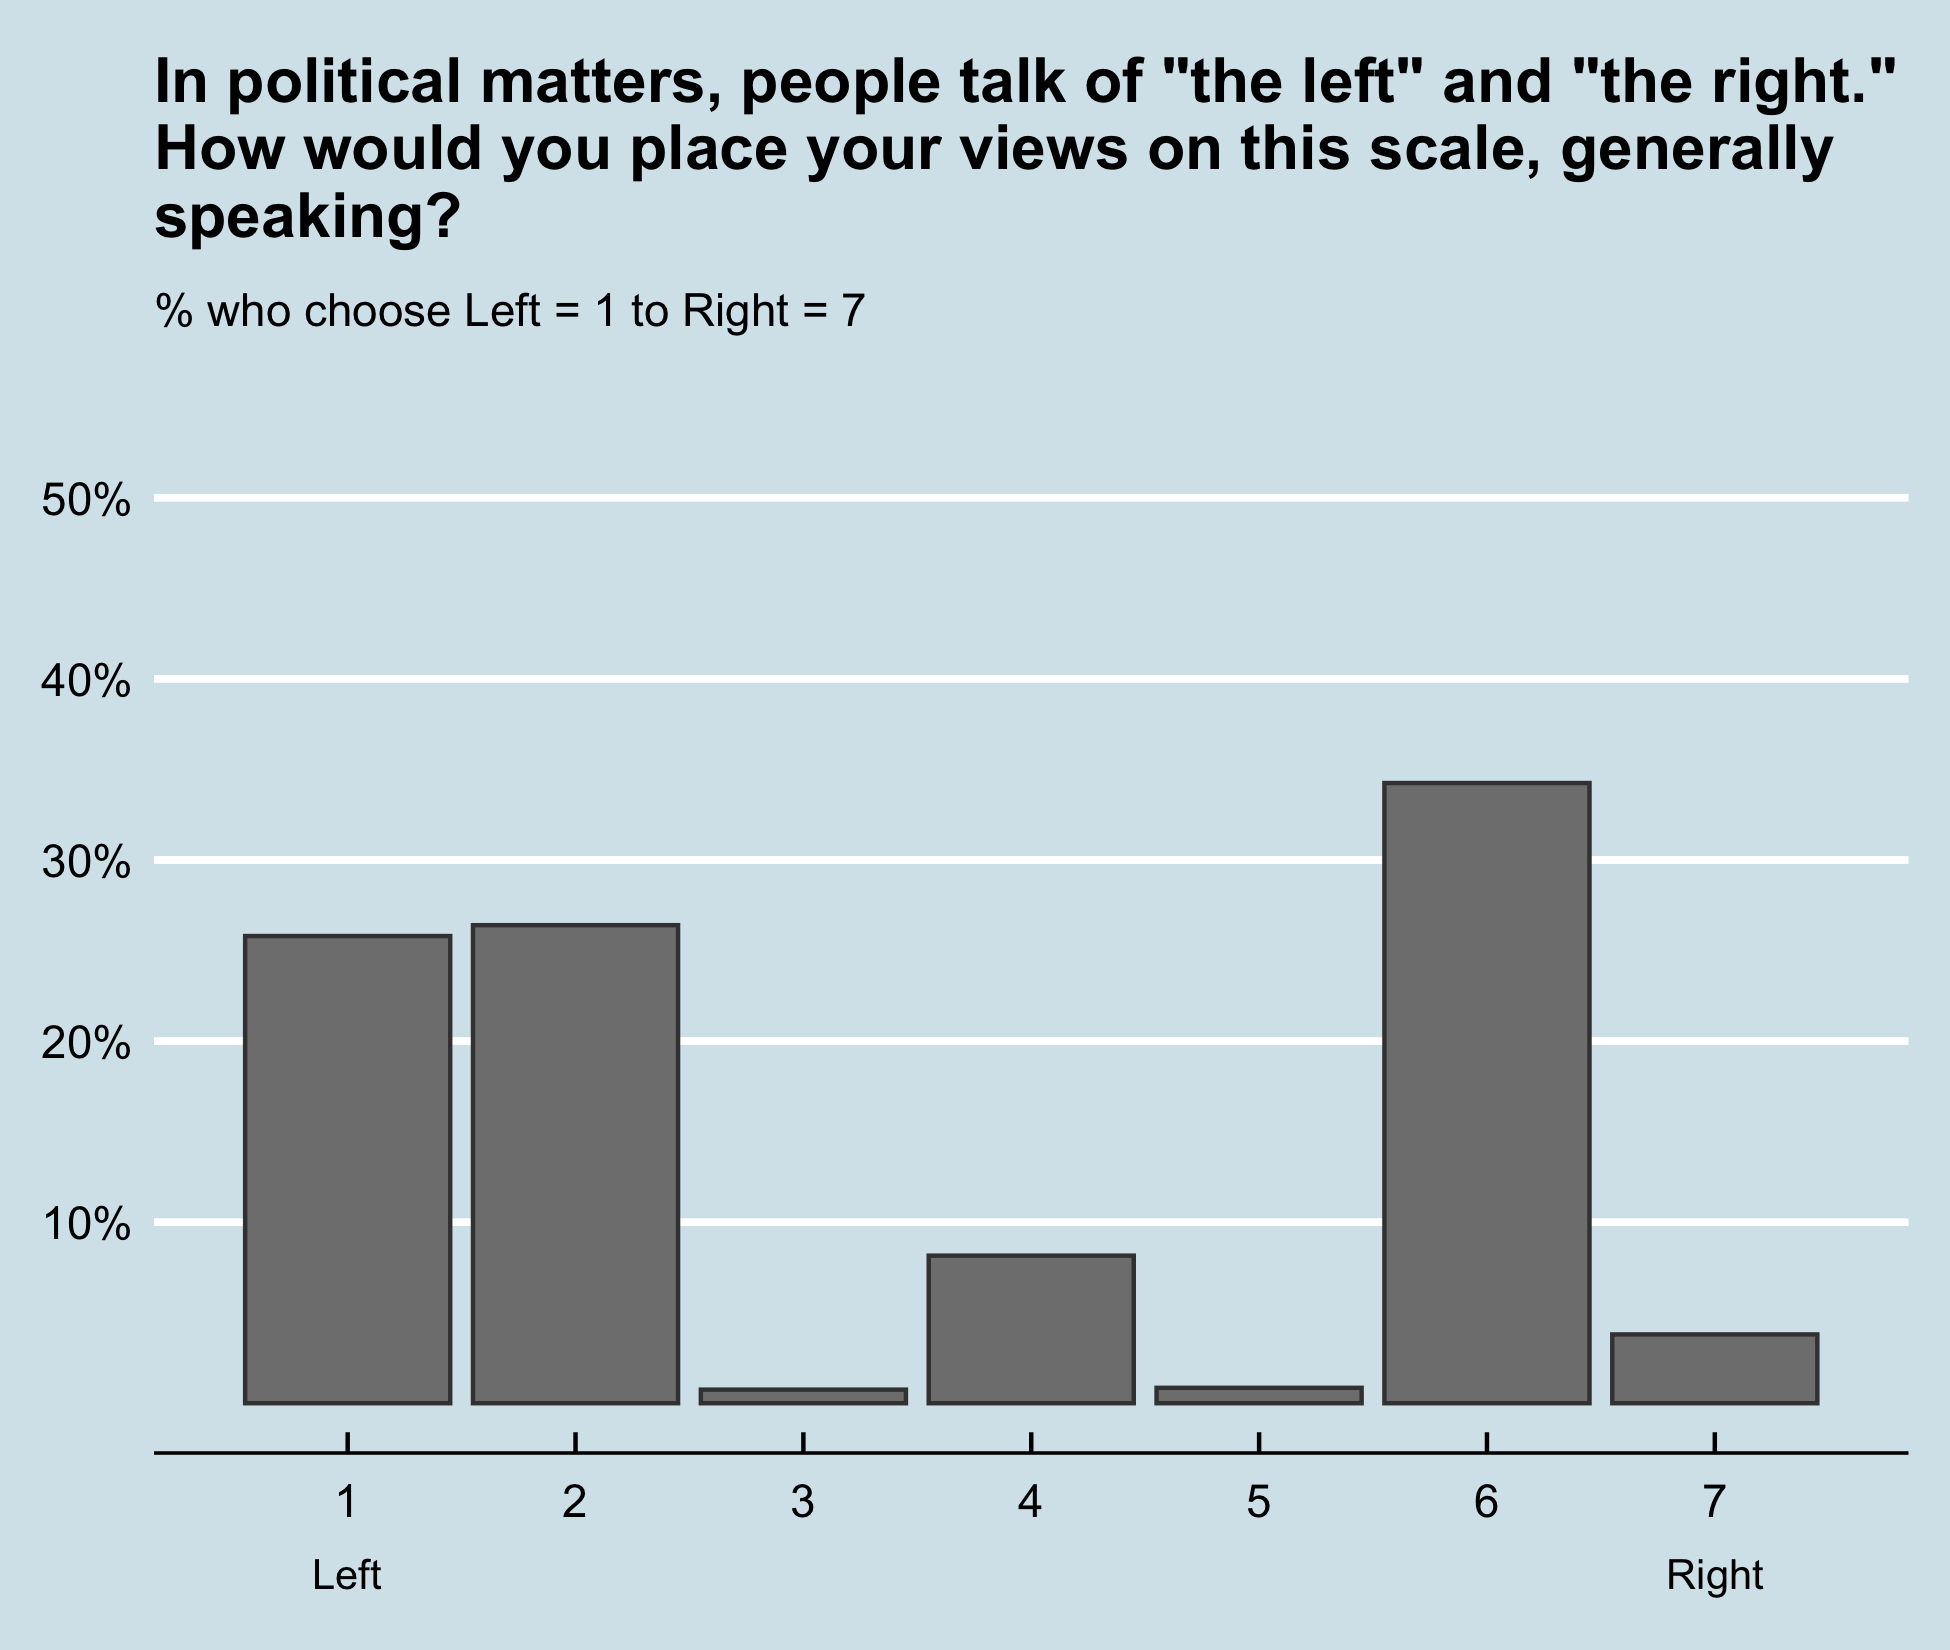 In political matters, people talk of "the left" and "the right."
How would you place your views on this scale, generally
speaking?
% who choose Left = 1 to Right = 7
50%
40%
30%
20%
10%
1 2 3 4 5 6 7
Left Right